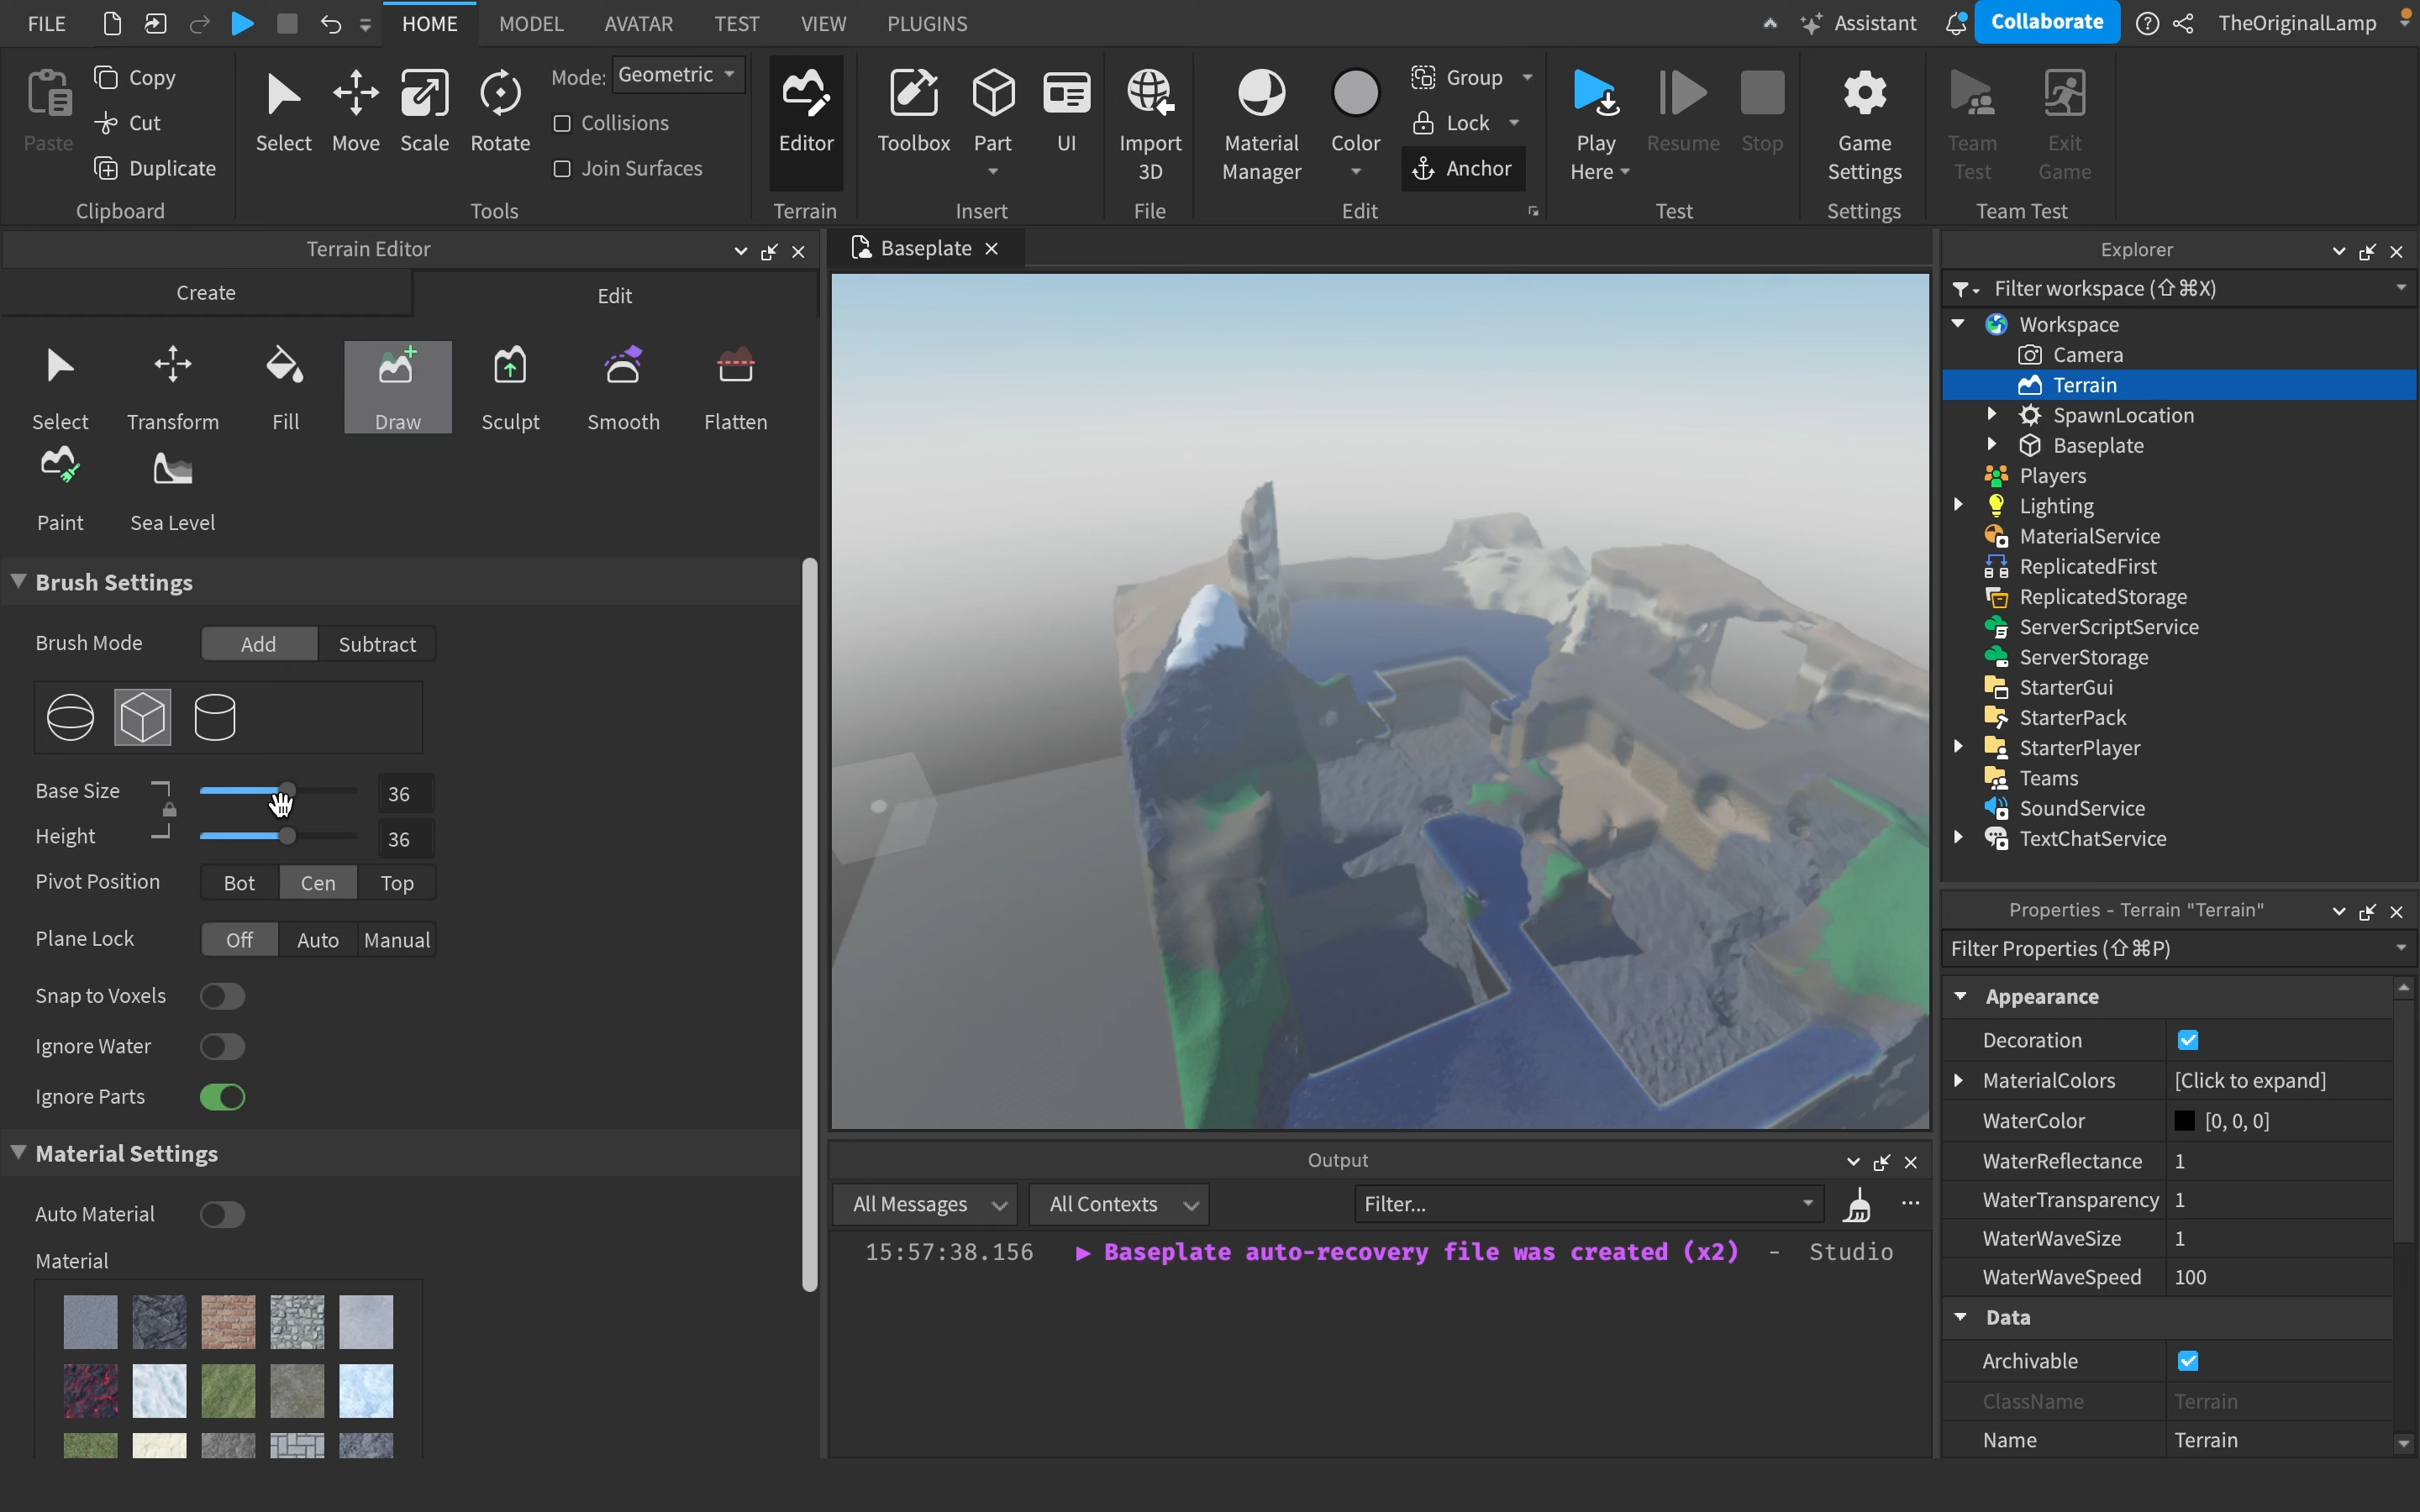 FILE HOME MODEL AVATAR TEST VIEW PLUGINS Assistant Collaborate TheOriginalLamp
Paste
Copy
Cut
Duplicate
Clipboard
Select Move Scale Rotate
Mode: Geometric
Collisions
Join Surfaces
Tools
Editor
Terrain
Toolbox Part UI
Insert
Import
3D
File
Material
Manager
Color
Group
Lock
Anchor
Edit
Play
Here
Resume Stop
Test
Game
Settings
Settings
Team
Test
Exit
Game
Team Test
Terrain Editor
Create Edit
Select Transform Fill Draw Sculpt Smooth Flatten
Paint Sea Level
Brush Settings
Brush Mode Add Subtract
Base Size 36
Height 36
Pivot Position Bot Cen Top
Plane Lock Off Auto Manual
Snap to Voxels
Ignore Water
Ignore Parts
Material Settings
Auto Material
Material
Baseplate
Output
All Messages All Contexts Filter...
15:57:38.156 Baseplate auto-recovery file was created (x2) - Studio
Explorer
Filter workspace (⇧⌘X)
Workspace
Camera
Terrain
SpawnLocation
Baseplate
Players
Lighting
MaterialService
ReplicatedFirst
ReplicatedStorage
ServerScriptService
ServerStorage
StarterGui
StarterPack
StarterPlayer
Teams
SoundService
TextChatService
Properties - Terrain "Terrain"
Filter Properties (⇧⌘P)
Appearance
Decoration
MaterialColors [Click to expand]
WaterColor [0, 0, 0]
WaterReflectance 1
WaterTransparency 1
WaterWaveSize 1
WaterWaveSpeed 100
Data
Archivable
ClassName Terrain
Name Terrain